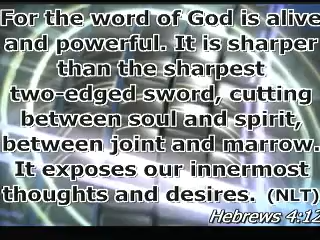 For the word of God is alive
and powerful. It is sharper
than the sharpest
two-edged sword, cutting
between soul and spirit,
between joint and marrow.
It exposes our innermost
thoughts and desires. (NLT)
Hebrews 4:12